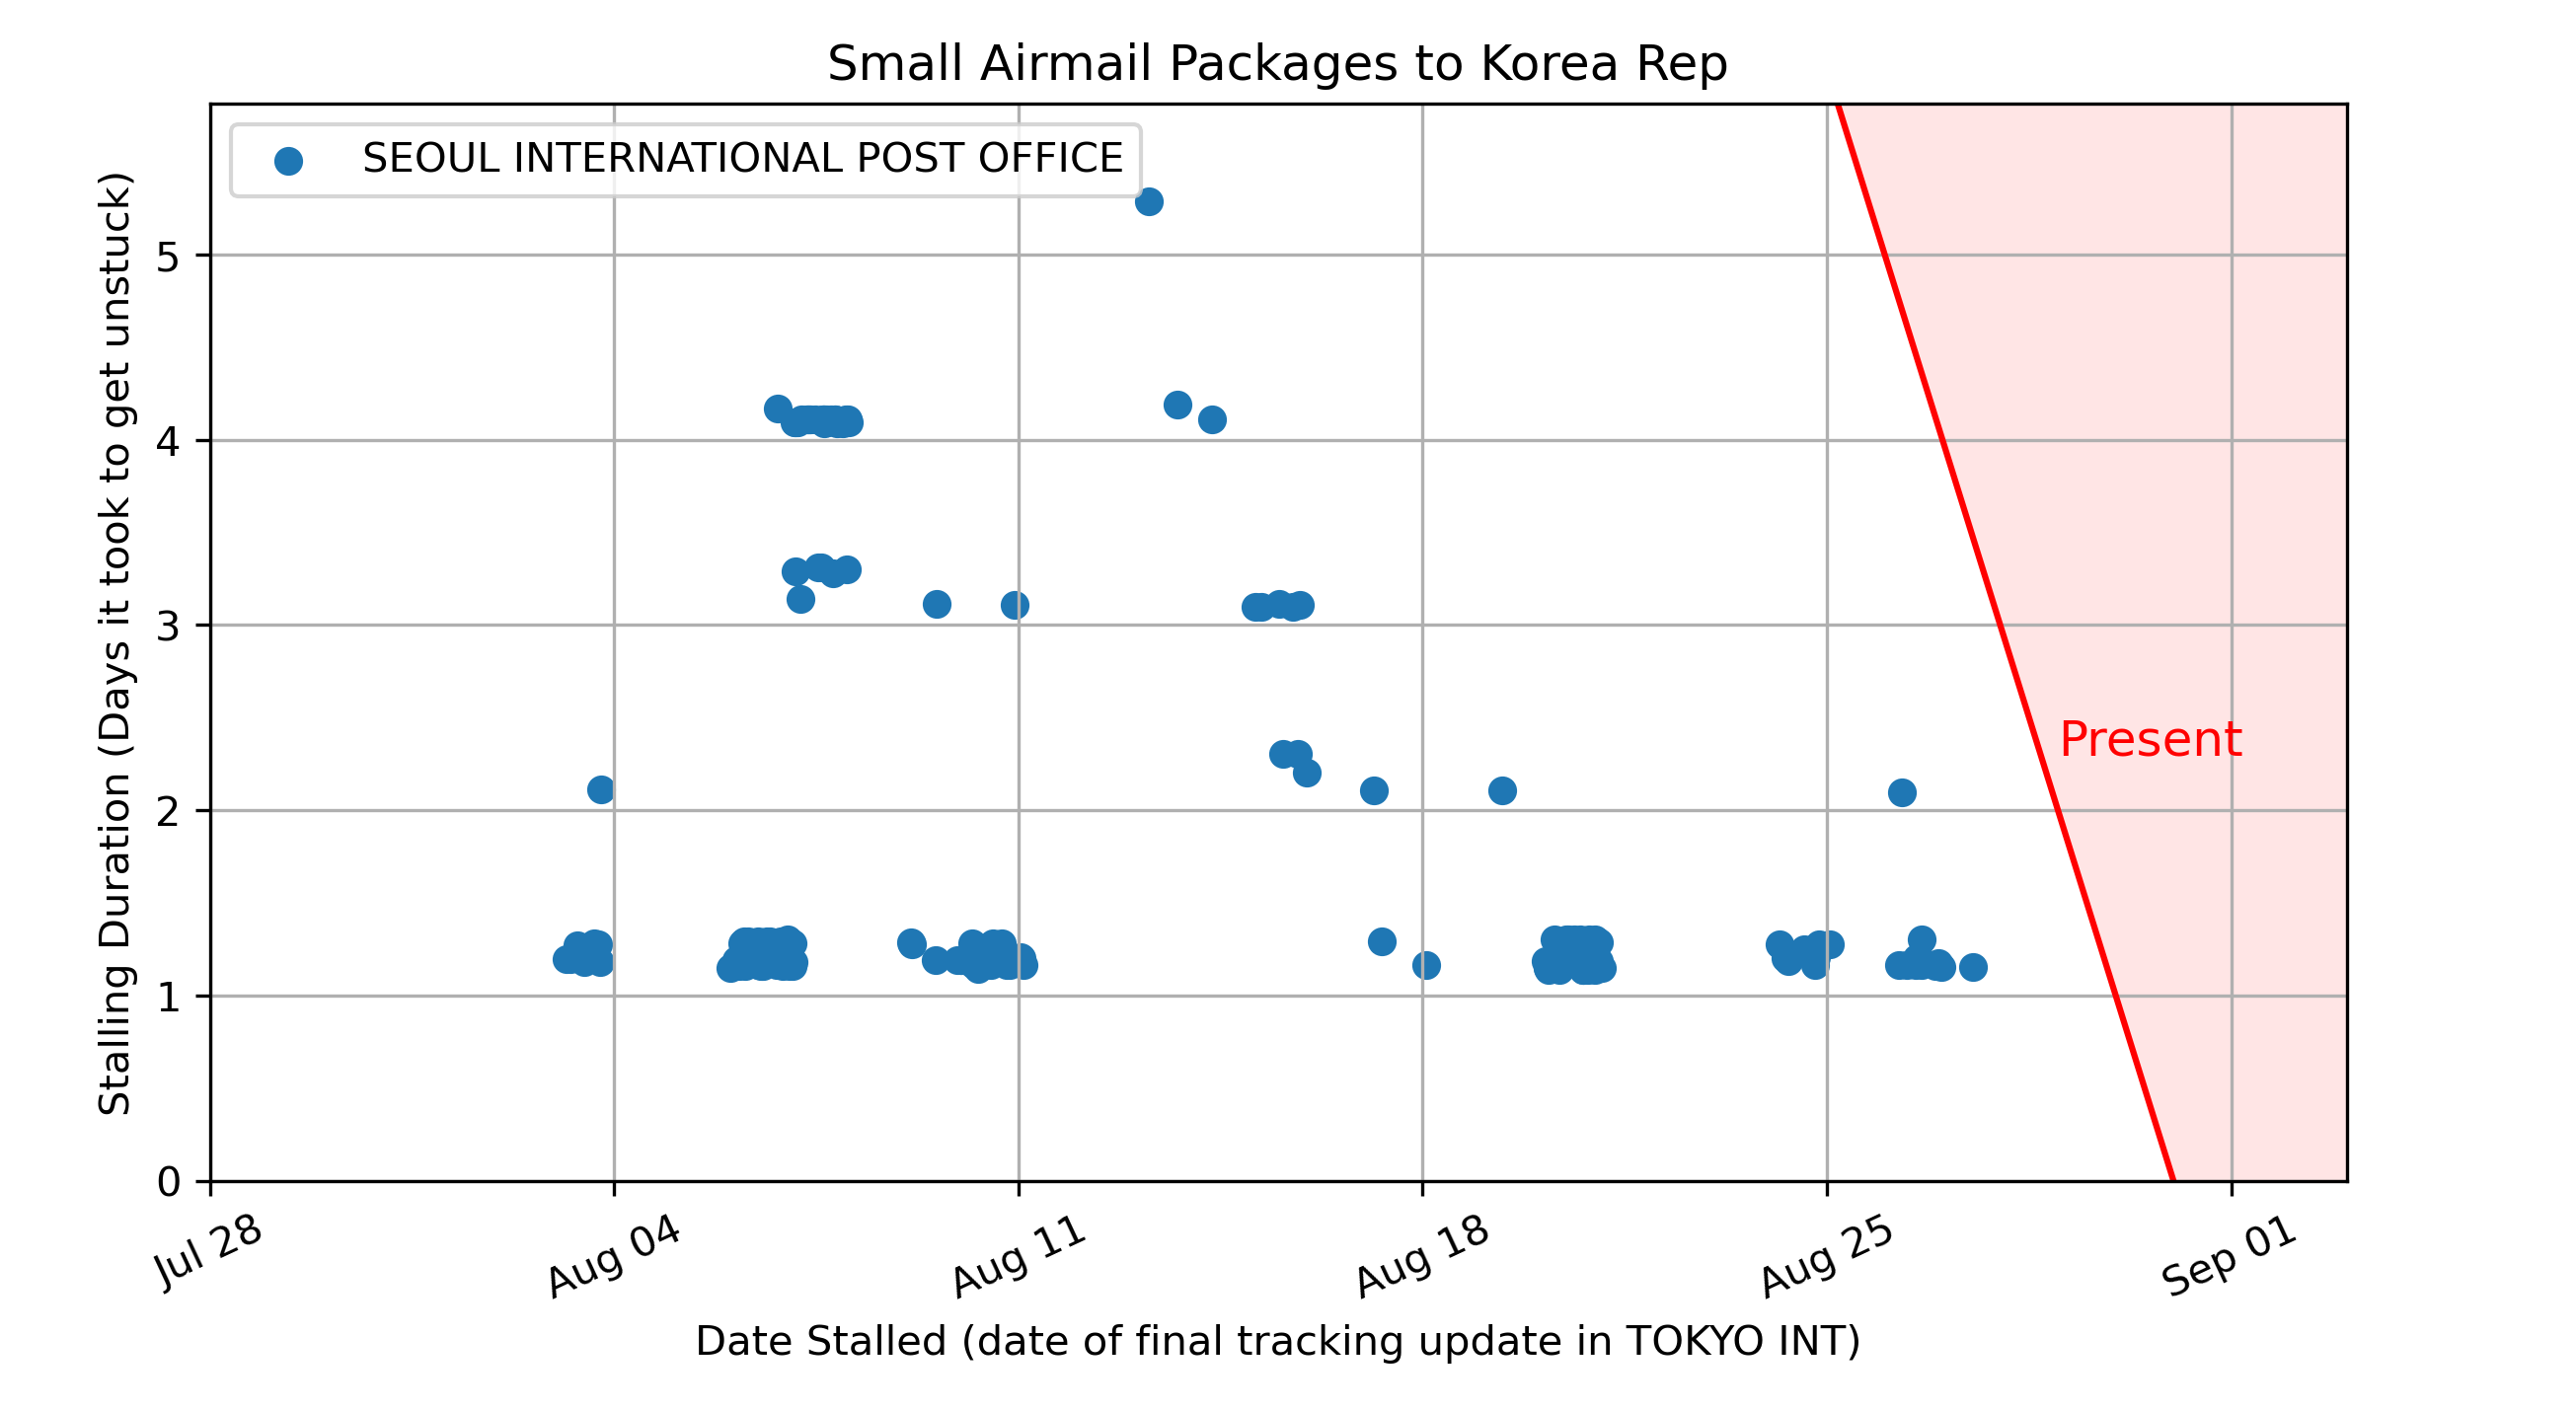 Small Airmail Packages to Korea Rep
SEOUL INTERNATIONAL POST OFFICE
Stalling Duration (Days it took to get unstuck)
5
4
3
2
1
0
Present
Jul 28
Aug 04
Aug 11
Aug 18
Aug 25
Sep 01
Date Stalled (date of final tracking update in TOKYO INT)